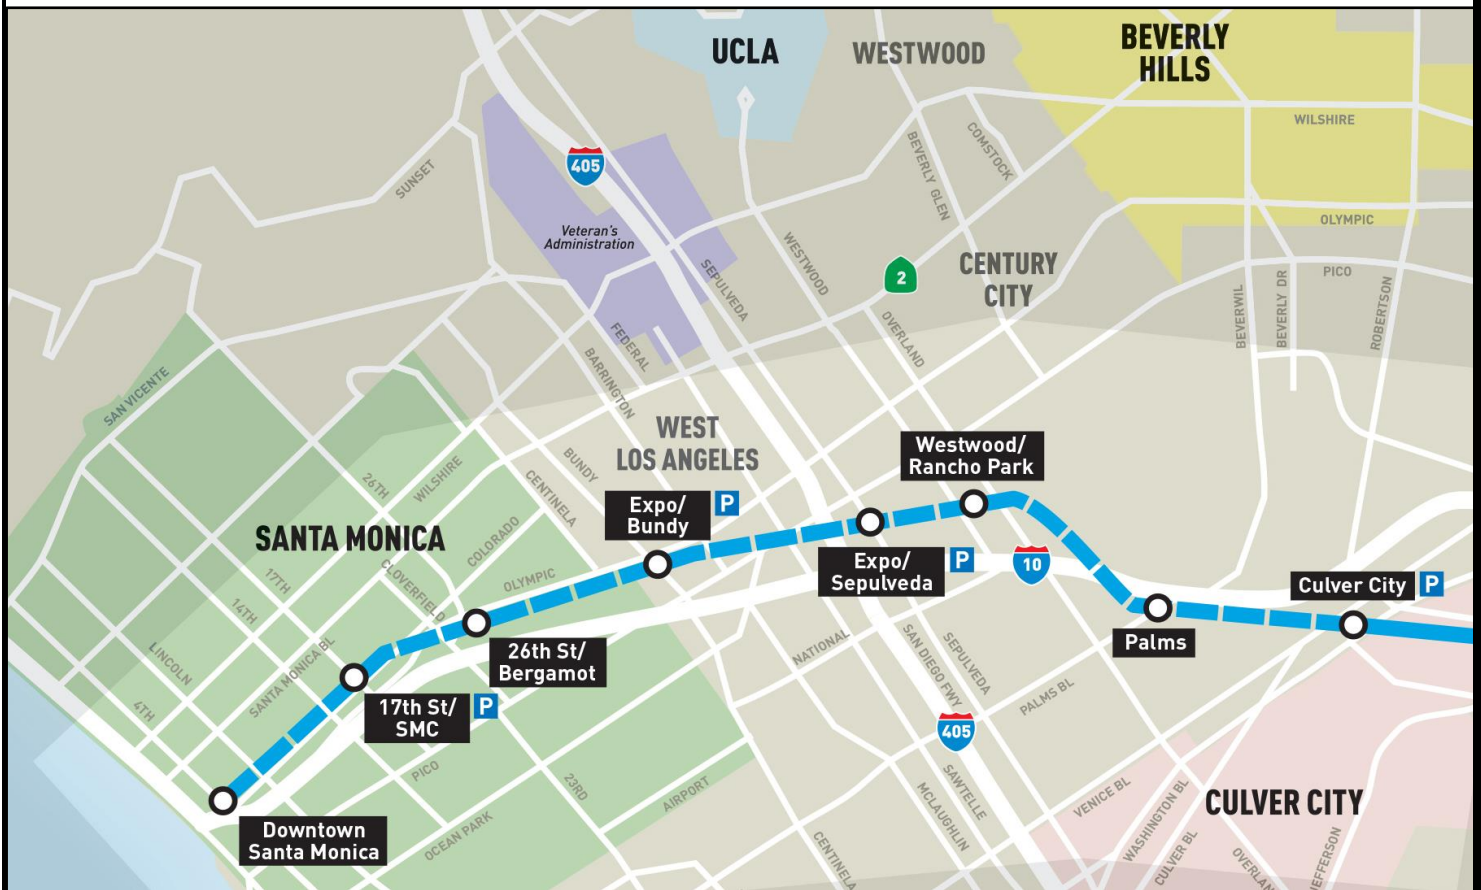 UCLA
WESTWOOD
BEVERLY
HILLS
WILSHIRE
BEVERLY GLEN
COMSTOCK
405
SUNSET
Veteran's
Administration
SEPULVEDA
WESTWOOD
OLYMPIC
2
CENTURY
CITY
PICO
BEVERWIL
BEVERLY DR
ROBERTSON
OVERLAND
FEDERAL
BARRINGTON
SAN VICENTE
WEST
LOS ANGELES
Westwood/
Rancho Park
BUNDY
CENTINELA
26TH
WILSHIRE
Expo/
Bundy
P
SANTA MONICA
COLORADO
CLOVERFIELD
OLYMPIC
Expo/
Sepulveda
P
10
Culver City
P
17TH
14TH
LINCOLN
4TH
SANTA MONICA BL
26th St/
Bergamot
NATIONAL
SAN DIEGO FWY
SEPULVEDA
PALMS BL
Palms
17th St/
SMC
P
405
PICO
23RD
AIRPORT
OCEAN PARK
SAWTELLE
MCLAUGHLIN
CENTINELA
VENICE BL
WASHINGTON BL
CULVER BL
CULVER CITY
OVERLAN
EFFERSON
Downtown
Santa Monica